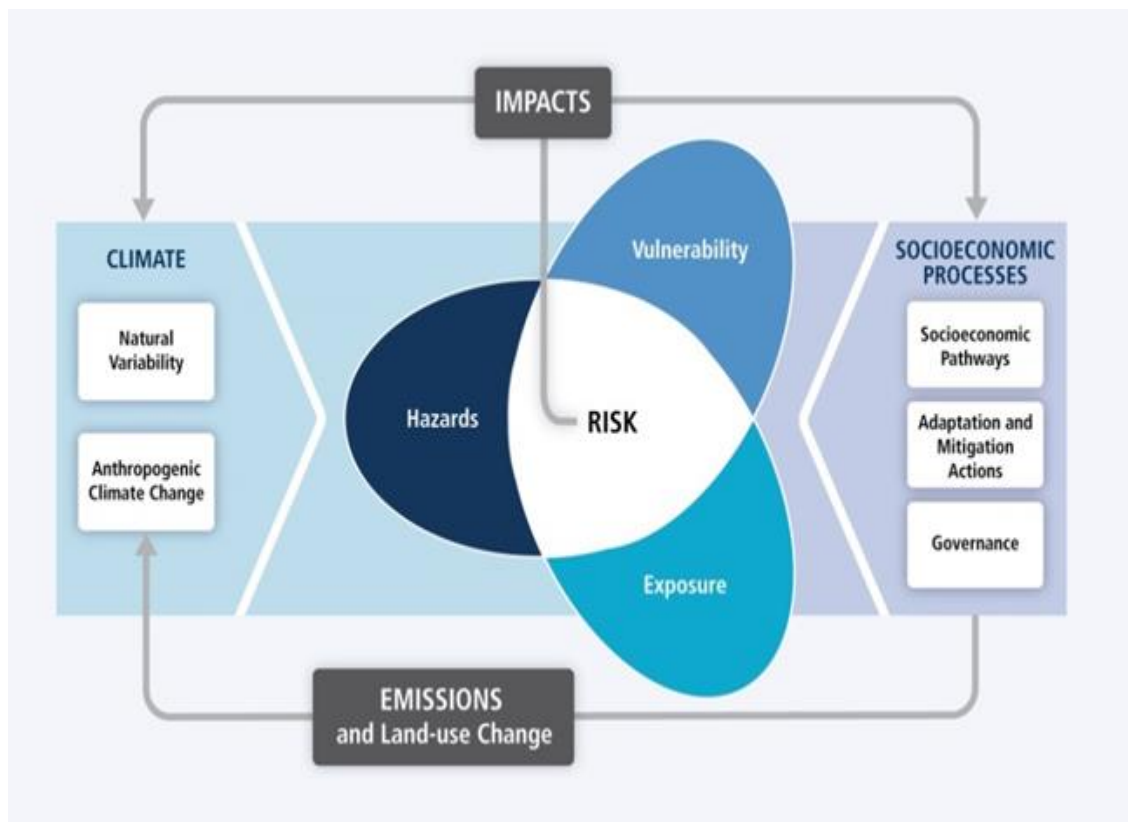 IMPACTS
CLIMATE
Natural
Variability
Anthropogenic
Climate Change
Vulnerability
Hazards
RISK
Exposure
SOCIOECONOMIC
PROCESSES
Socioeconomic
Pathways
Adaptation and
Mitigation
Actions
Governance
EMISSIONS
and Land-use Change